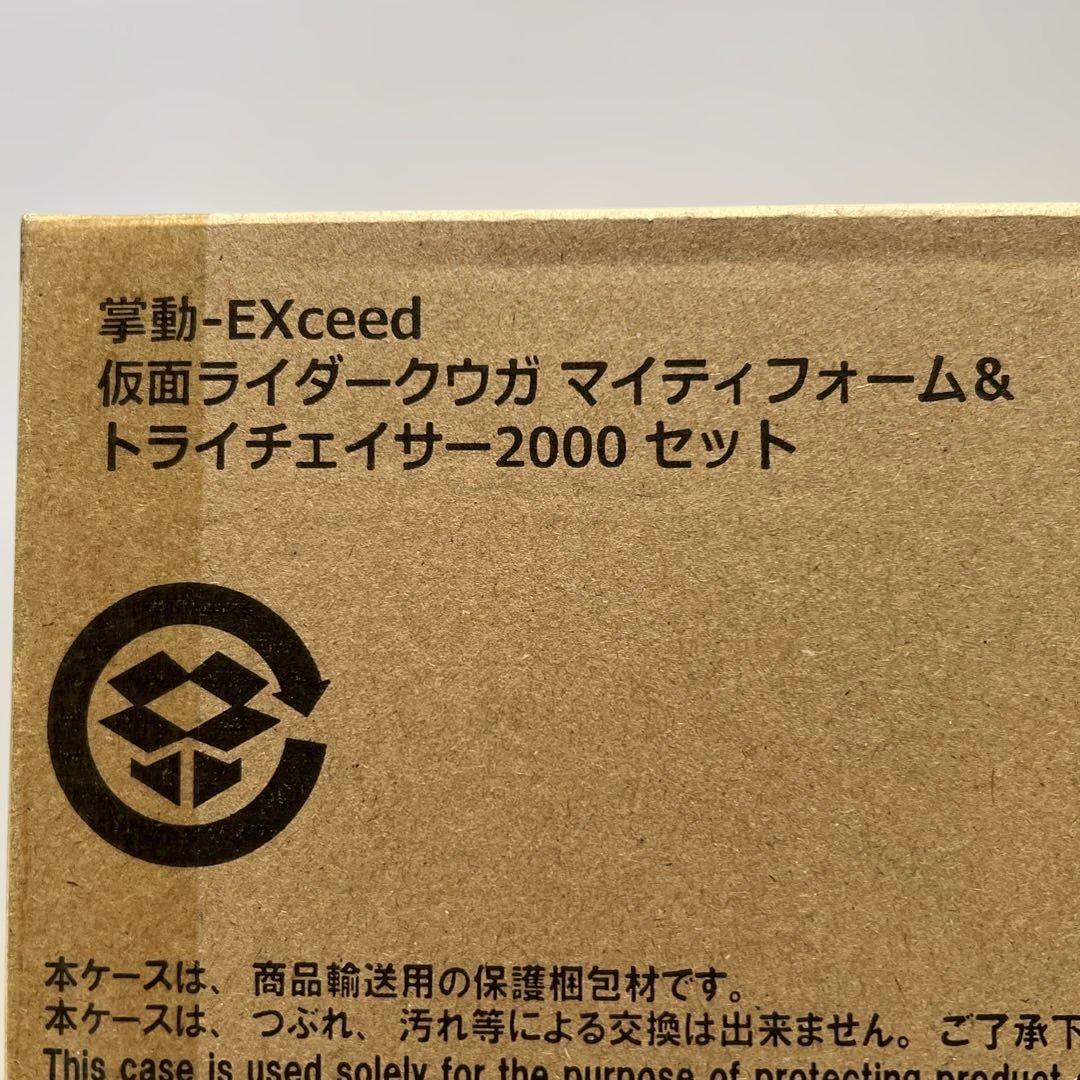 掌動-EXceed
仮面ライダークウガ マイティフォーム&
トライチェイサー2000 セット
本ケースは、商品輸送用の保護梱包材です。
本ケースは、つぶれ、汚れ等による交換は出来ません。ご了承下
This case is used solely for the purpose of protecting product